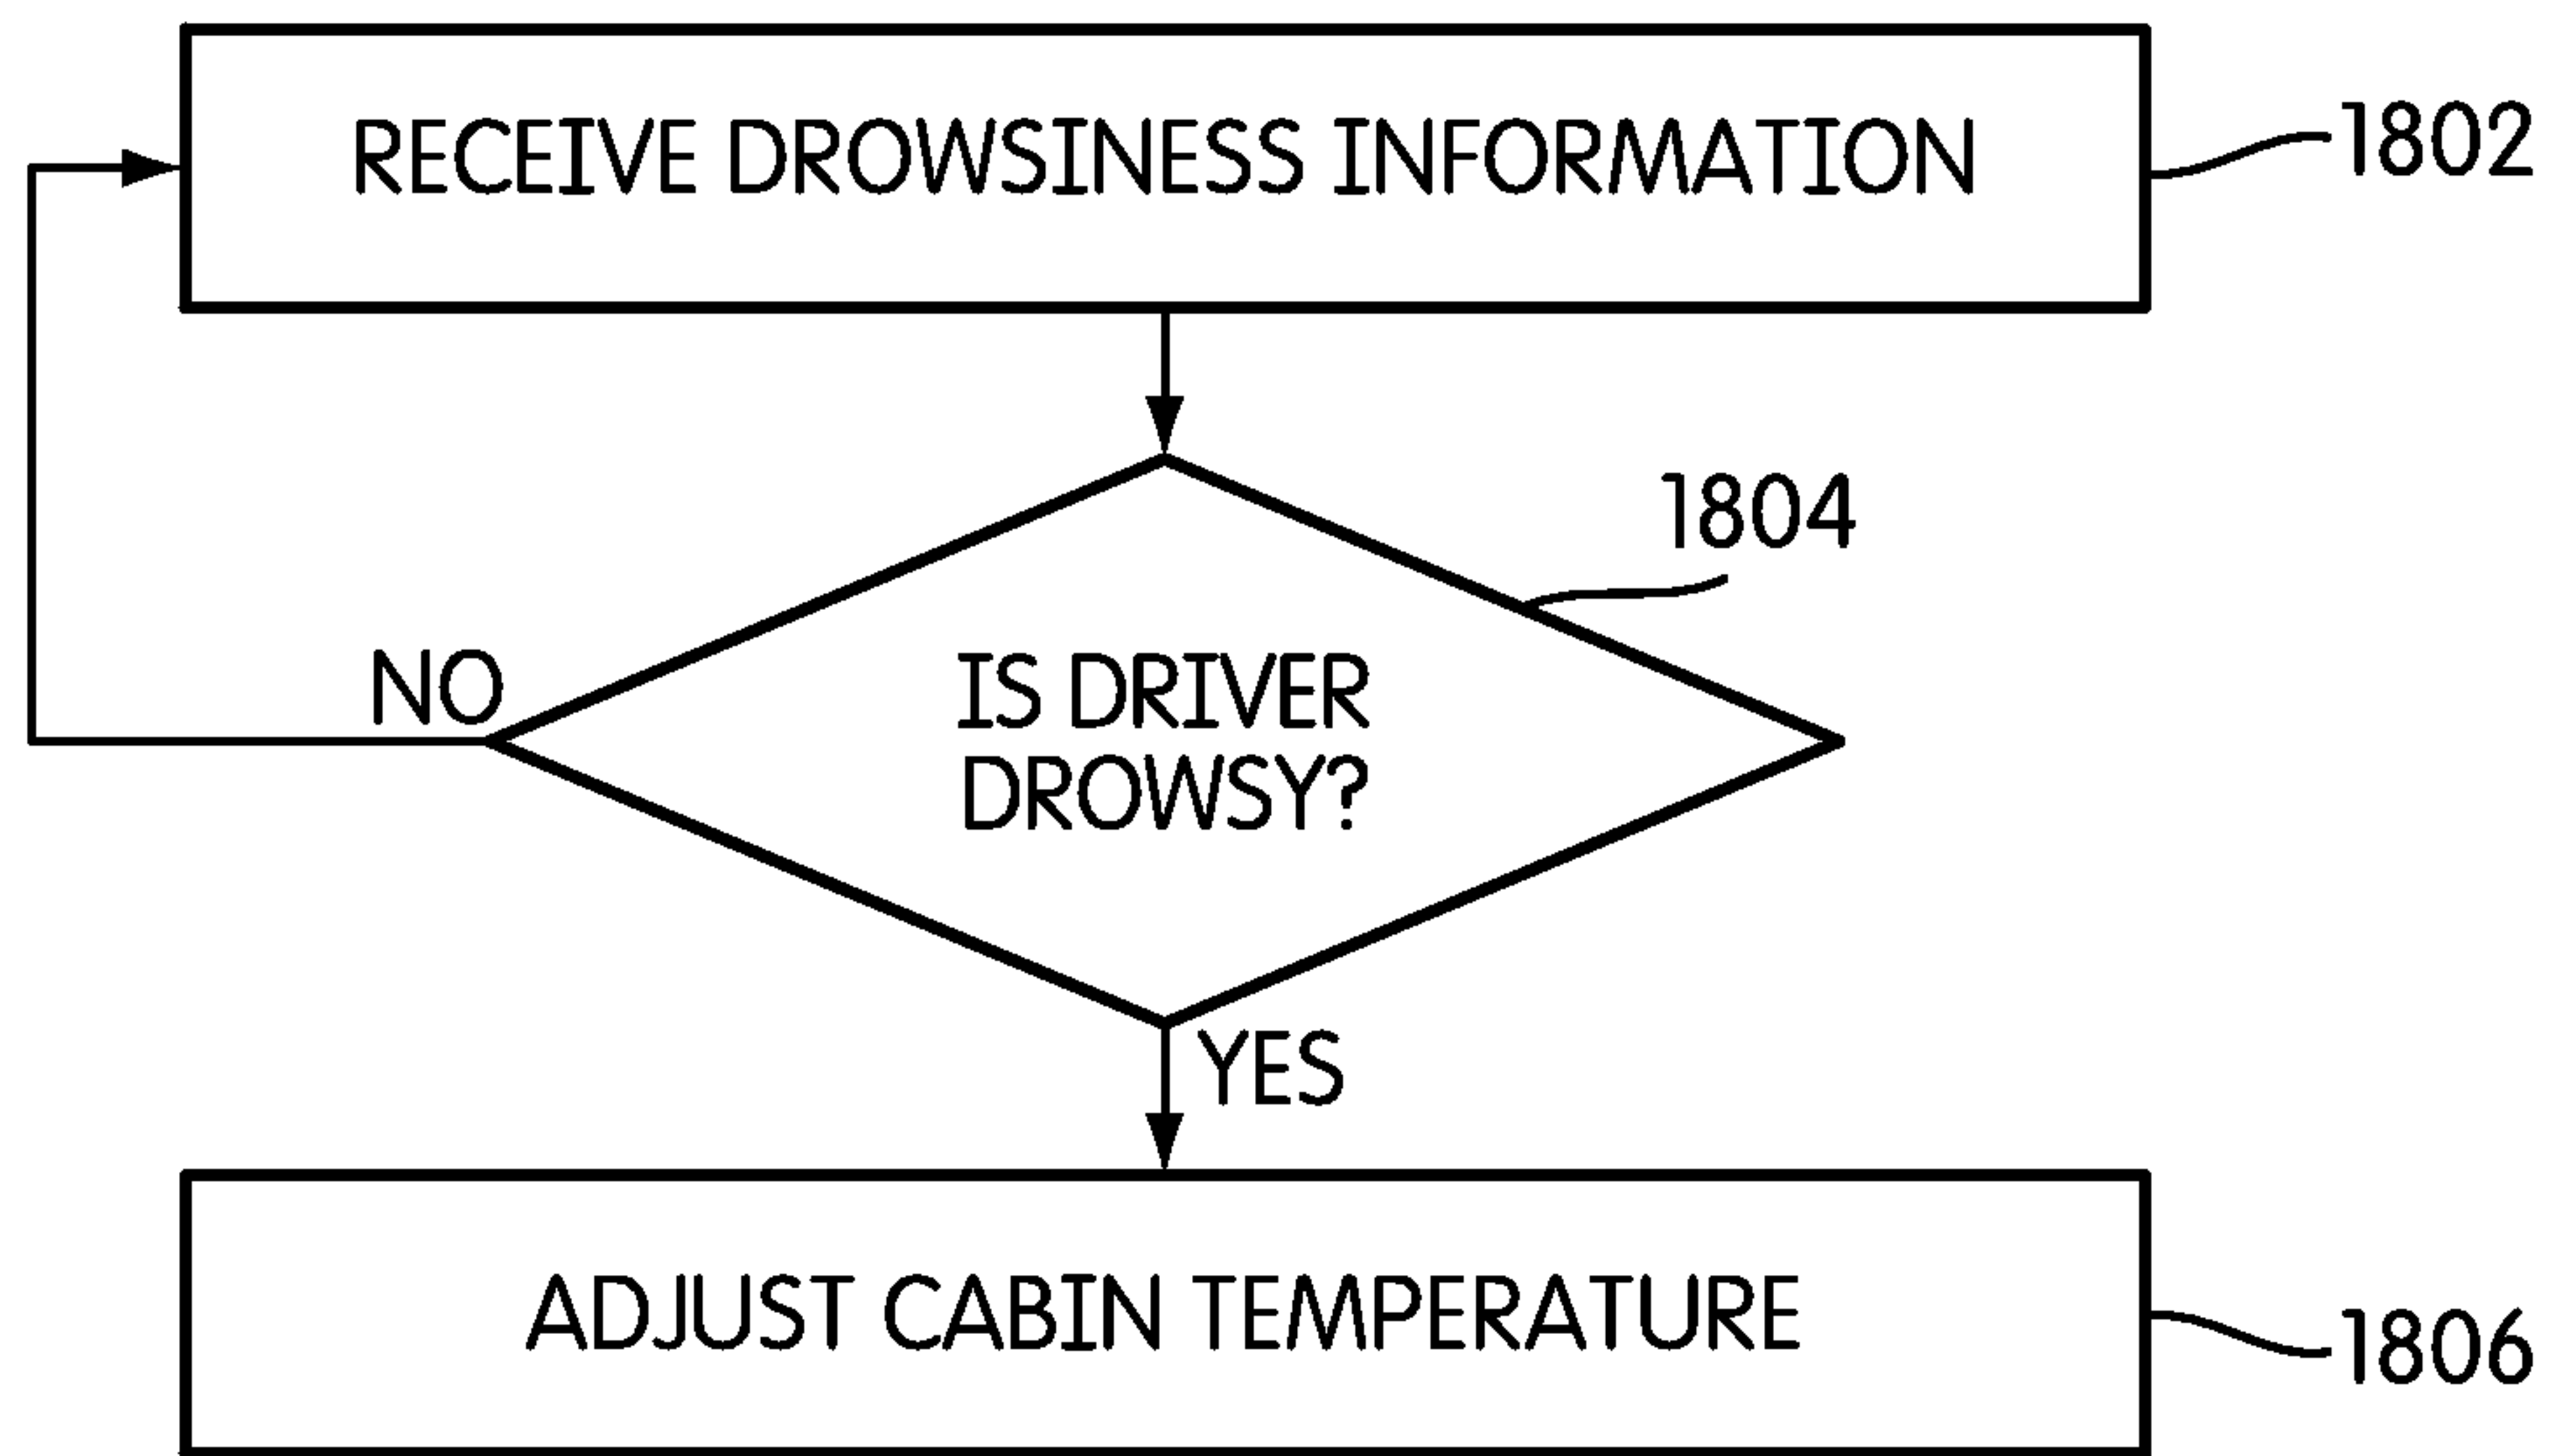 RECEIVE DROWSINESS INFORMATION
1802
1804
NO
IS DRIVER
DROWSY?
YES
ADJUST CABIN TEMPERATURE
1806